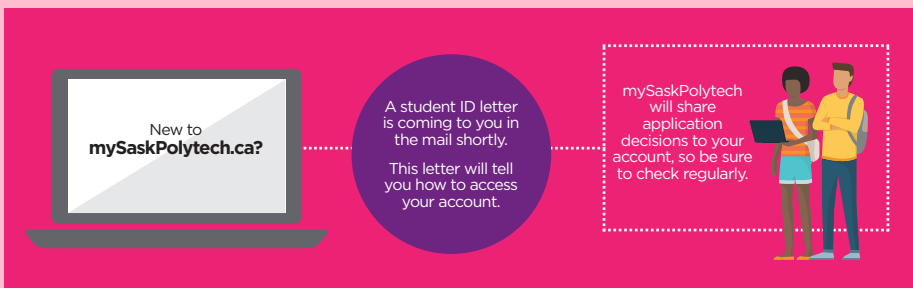 New to
mySaskPolytech.ca?
A student ID letter
is coming to you in
the mail shortly.
This letter will tell
you how to access
your account.
mySaskPolytech
will share
application
decisions to your
account, so be sure
to check regularly.